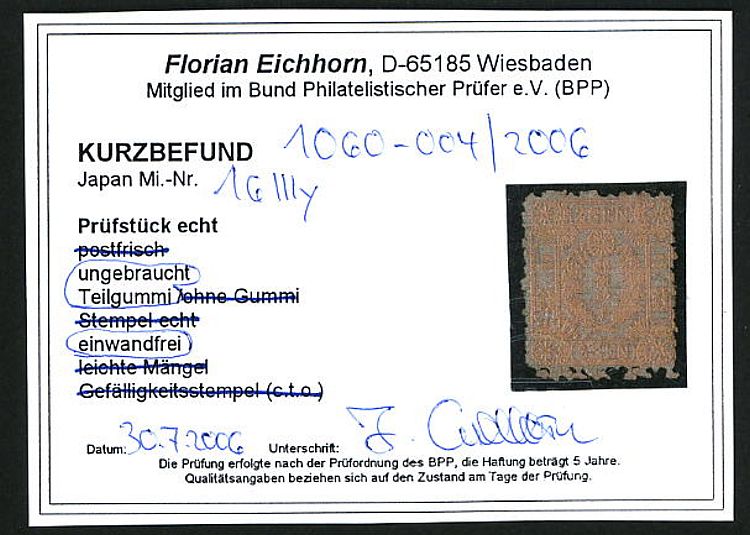 Florian Eichhorn, D-65185 Wiesbaden
Mitglied im Bund Philatelistischer Prüfer e.V. (BPP)
KURZBEFUND 1060-004/2006
Japan Mi.-Nr. 16 III y
Prüfstück echt
postfrisch
ungebraucht
Teilgummi /ohne Gummi
Stempel echt
einwandfrei
leichte Mängel
Gefälligkeitsstempel (c.t.o.)
Datum: 30.7.2006 Unterschrift: F. Eichhorn
Die Prüfung erfolgte nach der Prüfordnung des BPP, die Haftung beträgt 5 Jahre.
Qualitätsangaben beziehen sich auf den Zustand am Tage der Prüfung.